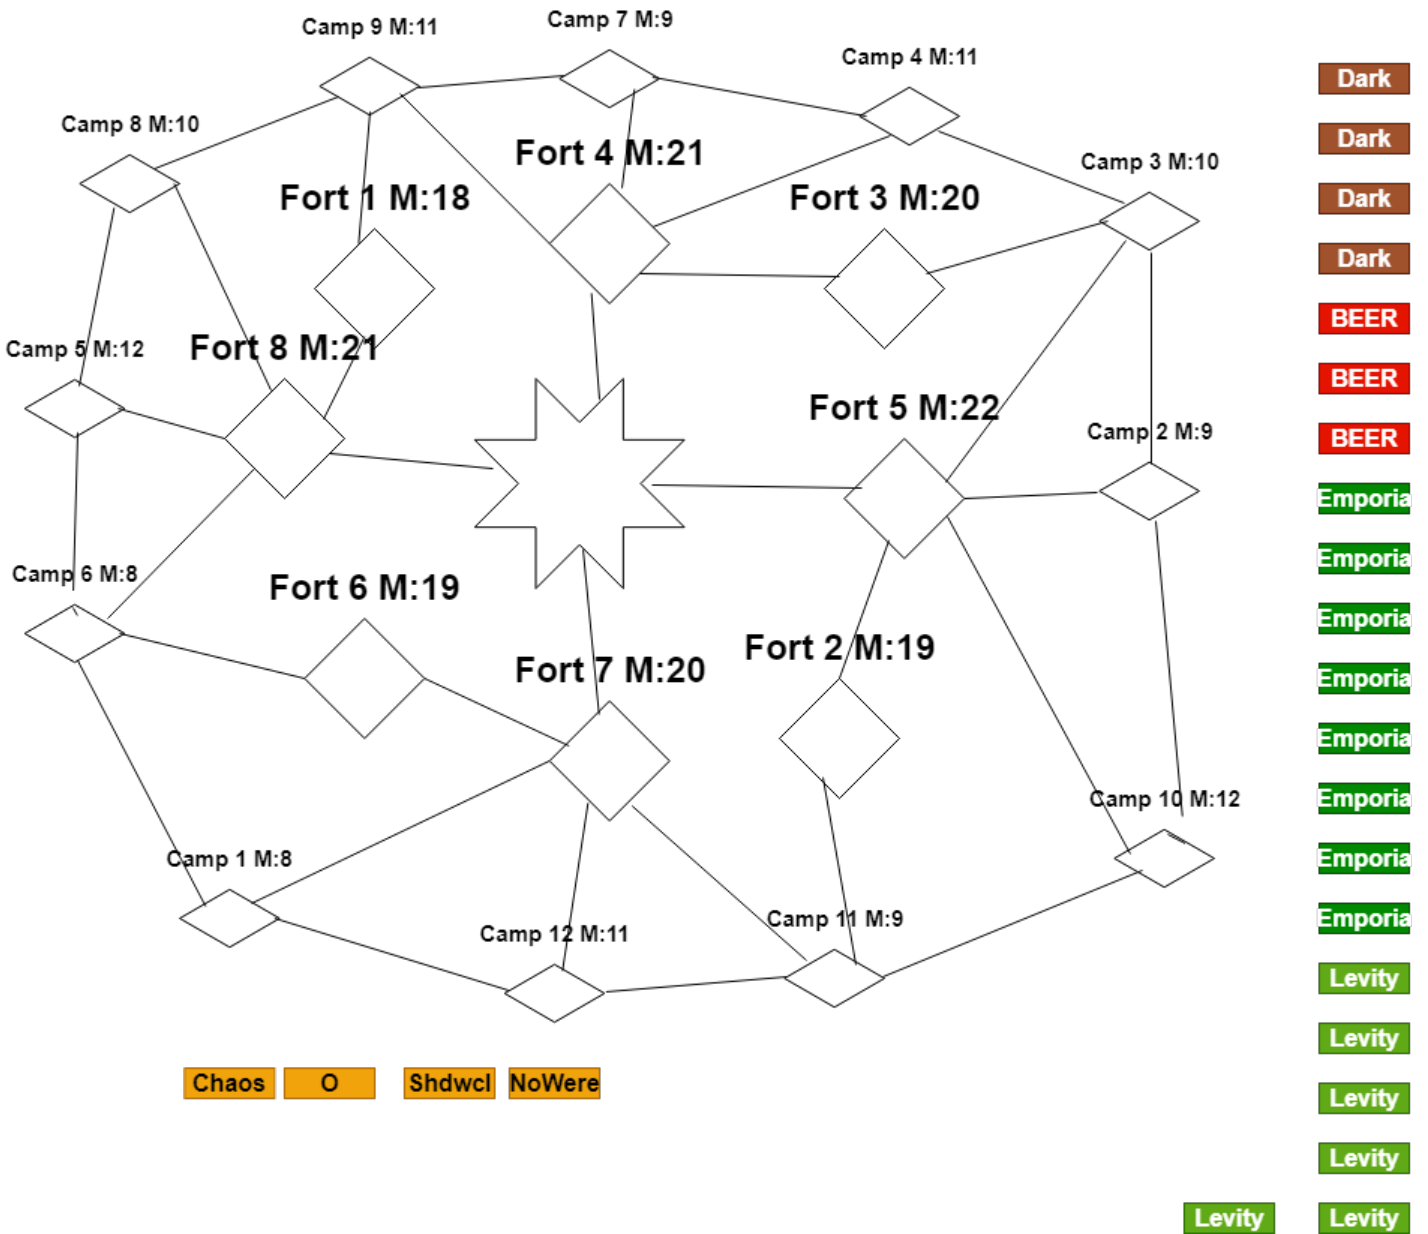 Camp 9 M:11
Camp 7 M:9
Camp 4 M:11
Camp 8 M:10
Camp 3 M:10
Fort 4 M:21
Fort 1 M:18
Fort 3 M:20
Camp 5 M:12
Fort 8 M:21
Fort 5 M:22
Camp 2 M:9
Camp 6 M:8
Fort 6 M:19
Fort 7 M:20
Fort 2 M:19
Camp 10 M:12
Camp 1 M:8
Camp 12 M:11
Camp 11 M:9
Chaos
O
Shdwcl
NoWere
Dark
Dark
Dark
Dark
BEER
BEER
BEER
Emporia
Emporia
Emporia
Emporia
Emporia
Emporia
Emporia
Emporia
Levity
Levity
Levity
Levity
Levity
Levity